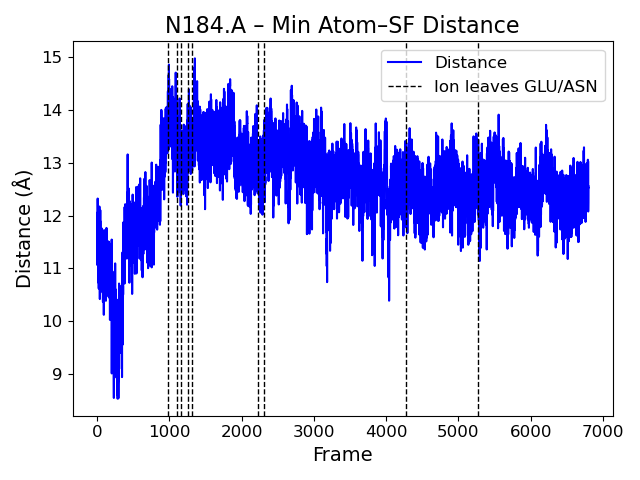 N184.A – Min Atom–SF Distance
Distance
Ion leaves GLU/ASN
Distance (Å)
15
14
13
12
11
10
9
0 1000 2000 3000 4000 5000 6000 7000
Frame